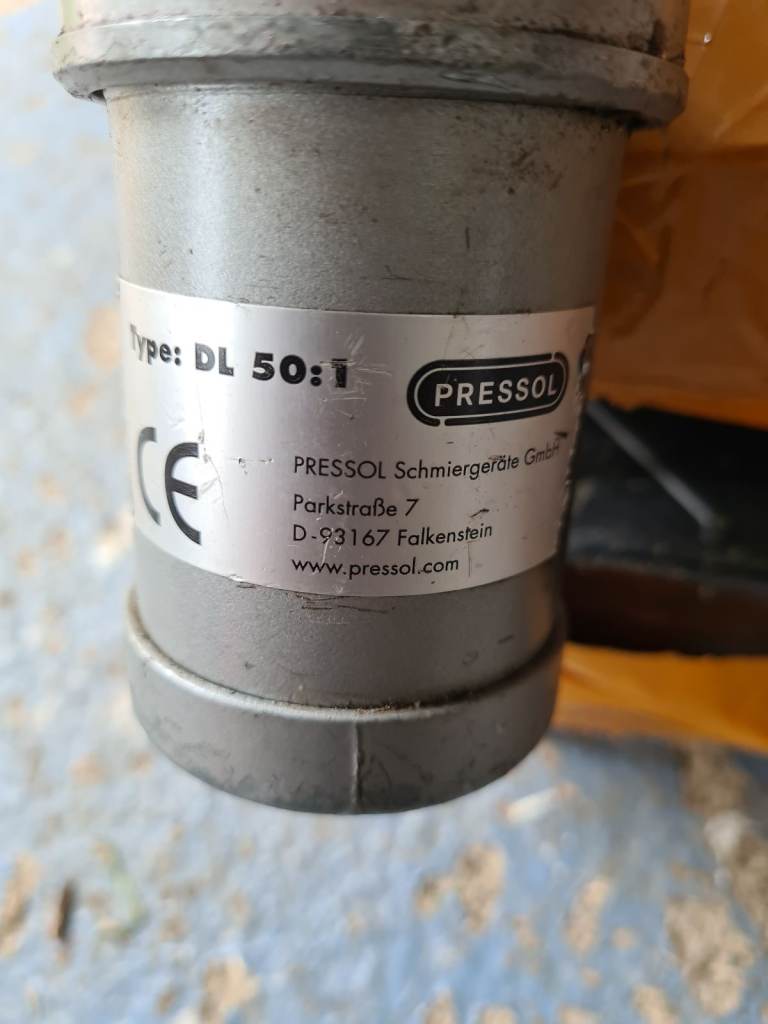 Type: DL 50:1
PRESSOL
CE
PRESSOL Schmiergeräte GmbH
Parkstraße 7
D-93167 Falkenstein
www.pressol.com